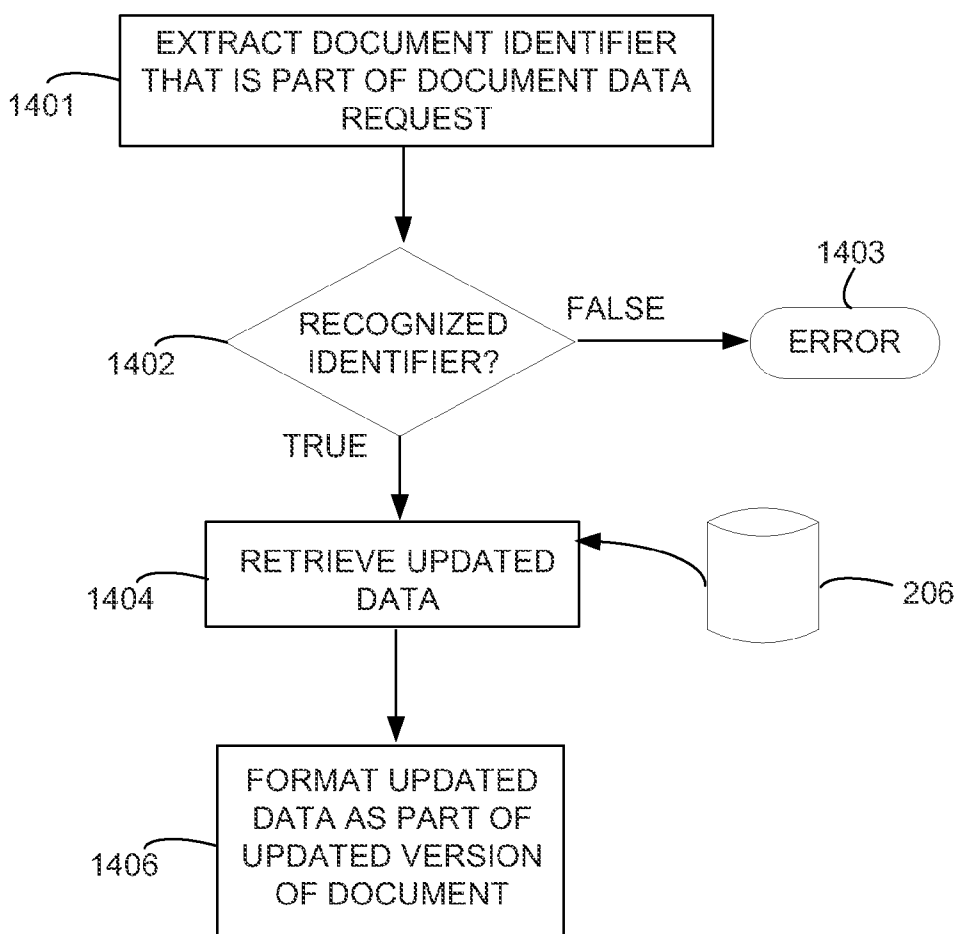 EXTRACT DOCUMENT IDENTIFIER
THAT IS PART OF DOCUMENT DATA
REQUEST
1401
1403
FALSE
RECOGNIZED
IDENTIFIER?
ERROR
1402
TRUE
RETRIEVE UPDATED
DATA
1404
206
FORMAT UPDATED
DATA AS PART OF
UPDATED VERSION
OF DOCUMENT
1406